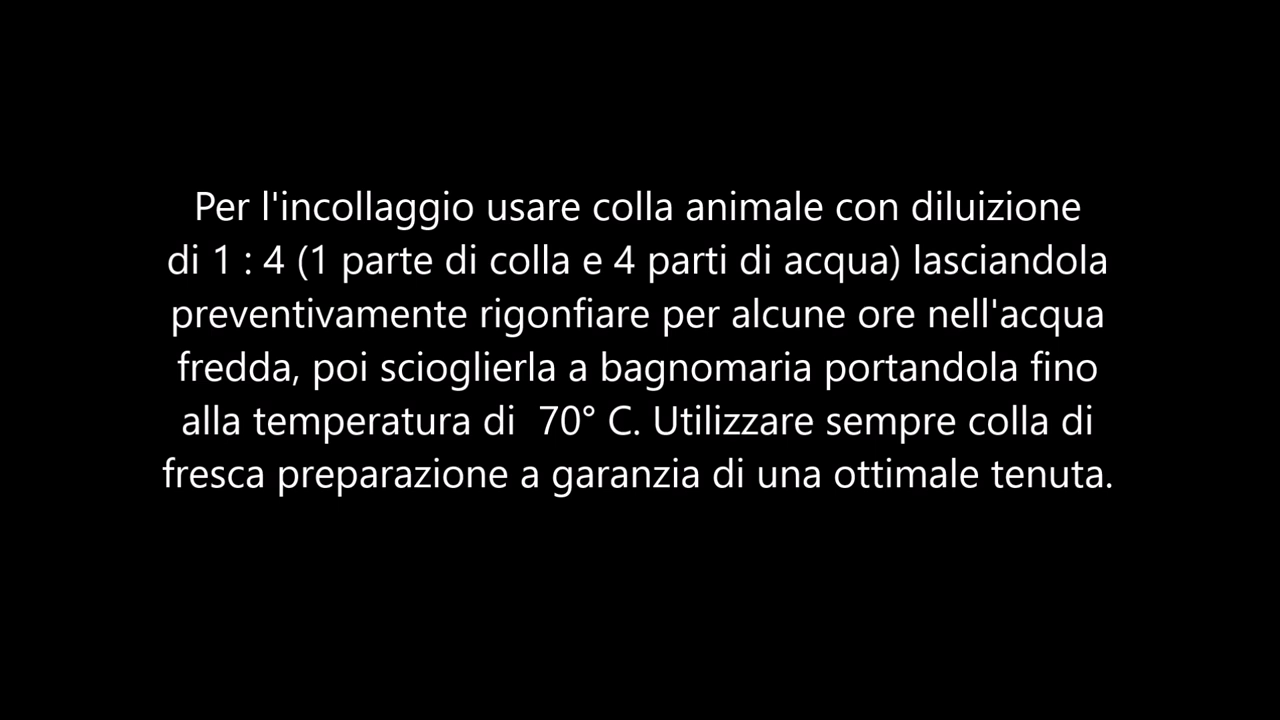 Per l'incollaggio usare colla animale con diluizione
di 1 : 4 (1 parte di colla e 4 parti di acqua) lasciandola
preventivamente rigonfiare per alcune ore nell'acqua
fredda, poi scioglierla a bagnomaria portandola fino
alla temperatura di  70° C. Utilizzare sempre colla di
fresca preparazione a garanzia di una ottimale tenuta.